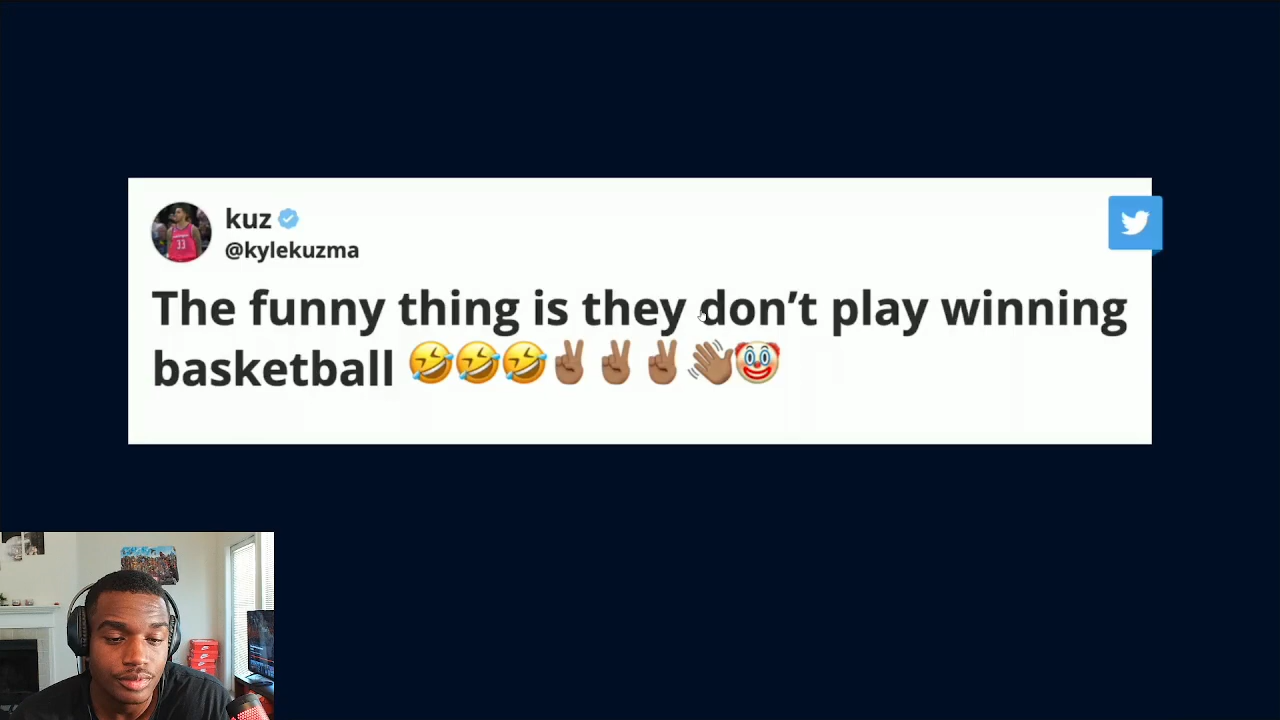 kuz
@kylekuzma
The funny thing is they don’t play winning
basketball 🤣🤣🤣✌🏾✌🏾✌🏾👋🏾🤡